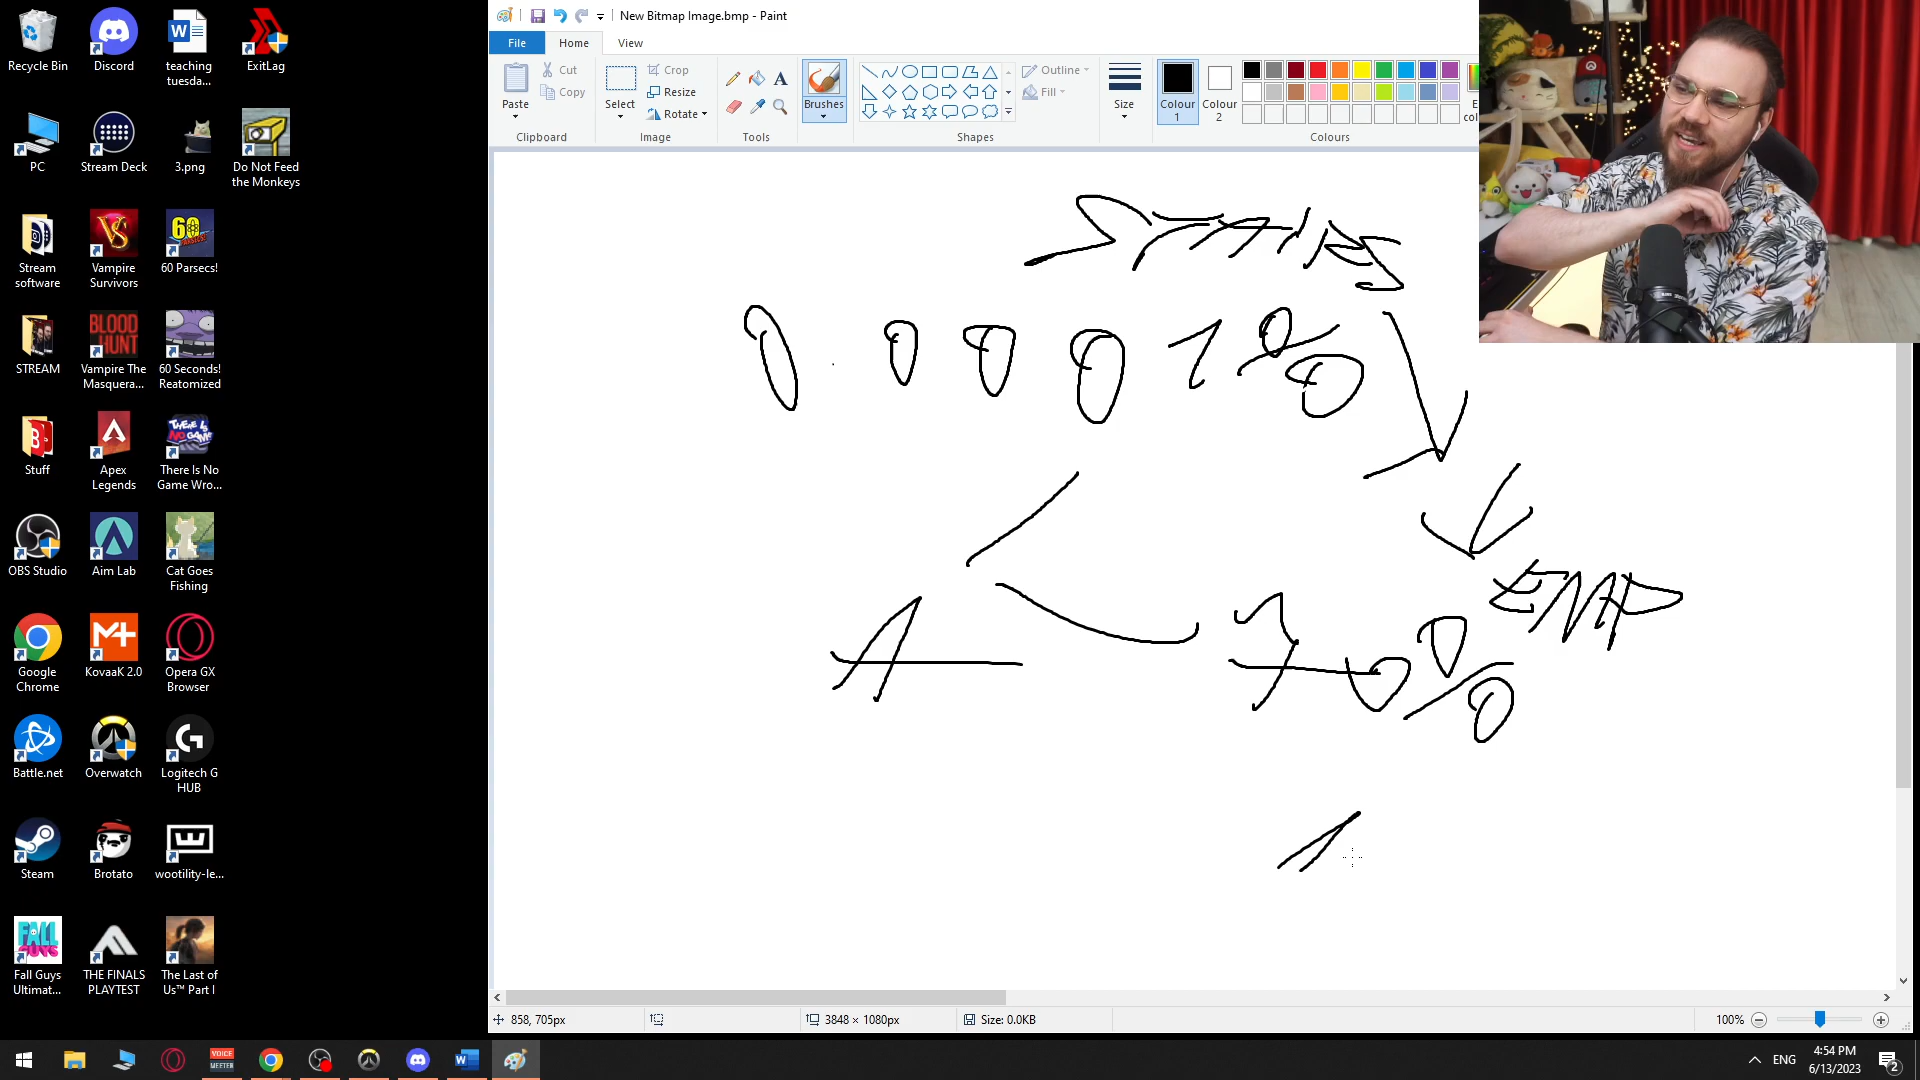 New Bitmap Image.bmp - Paint
File Home View
Cut
Copy
Paste
Clipboard
Crop
Resize
Rotate
Select
Image
Tools
Brushes
Outline
Fill
Shapes
Size
Colour 1
Colour 2
Colours
Recycle Bin
Discord
teaching tuesda...
ExitLag
PC
Stream Deck
3.png
Do Not Feed the Monkeys
Stream software
Vampire Survivors
60 Parsecs!
STREAM
Vampire The Masquera...
60 Seconds! Reatomized
Stuff
Apex Legends
There Is No Game Wro...
OBS Studio
Aim Lab
Cat Goes Fishing
Google Chrome
KovaaK 2.0
Opera GX Browser
Battle.net
Overwatch
Logitech G HUB
Steam
Brotato
wootility-le...
Fall Guys Ultimat...
THE FINALS PLAYTEST
The Last of Us™ Part I
0.0001%
EMP
A
30%
858, 705px
3848 × 1080px
Size: 0.0KB
100%
VOICE MEETER
ENG
4:54 PM
6/13/2023
2